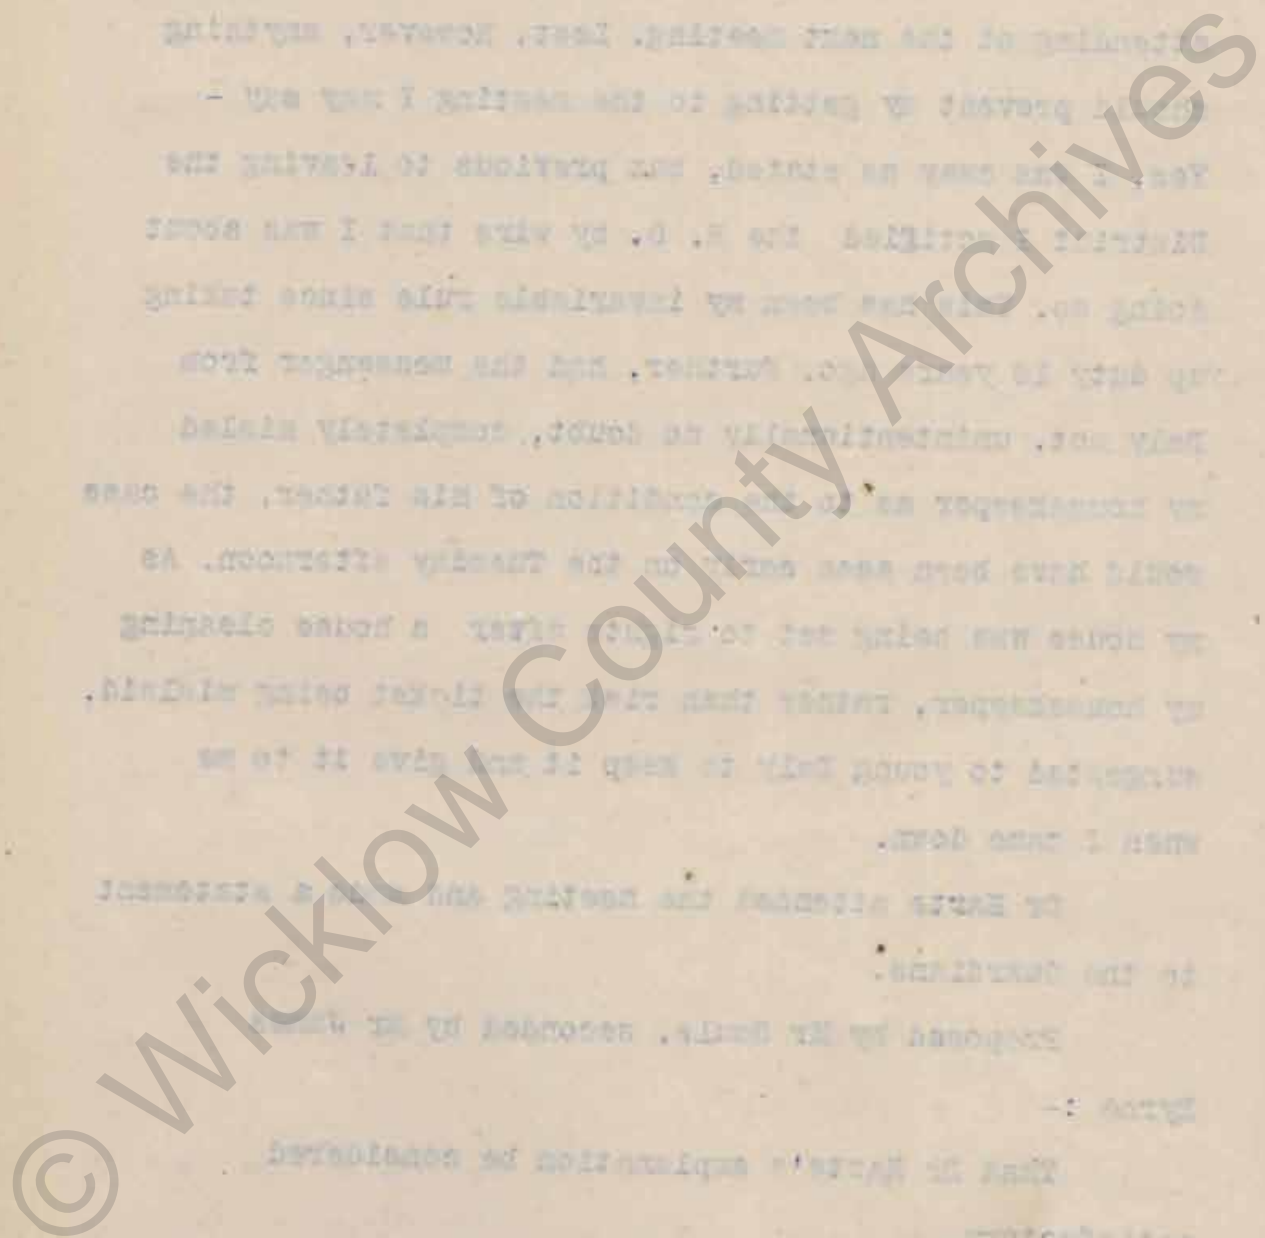 attending at the next meeting. Lest, however, anything
should prevent my getting to the meeting I may say -
Yes, I was away as stated, but previous to leaving the
District I notified the R. O. by wire that I was about
doing so. This has been my invariable rule since taking
up duty 12 years ago. further, had the messenger from
Daly not, unintentionally no doubt, completely misled
my housekeeper as to the condition of his father, the case
would have been seen early on the Tuesday afternoon. As
my house was being set to rights after a house cleaning
my housekeeper, rather than risk the ticket being mislaid,
suggested to young Daly to keep it and give it to me
when I came down.
Dr attended the meeting and made a statement
to the Guardians.
Proposed by Mr seconded by Mr James
Byrne :-
That Dr explanation be considered
satisfactory
© Wicklow County Archives